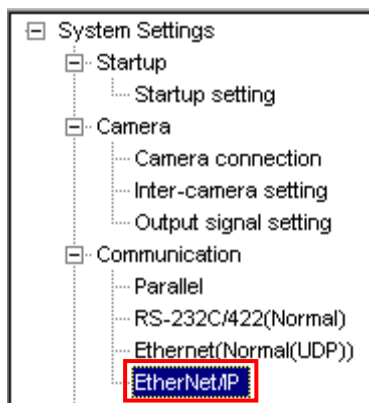 System Settings
Startup
Startup setting
Camera
Camera connection
Inter-camera setting
Output signal setting
Communication
Parallel
RS-232C/422(Normal)
Ethernet(Normal(UDP))
EtherNet/IP